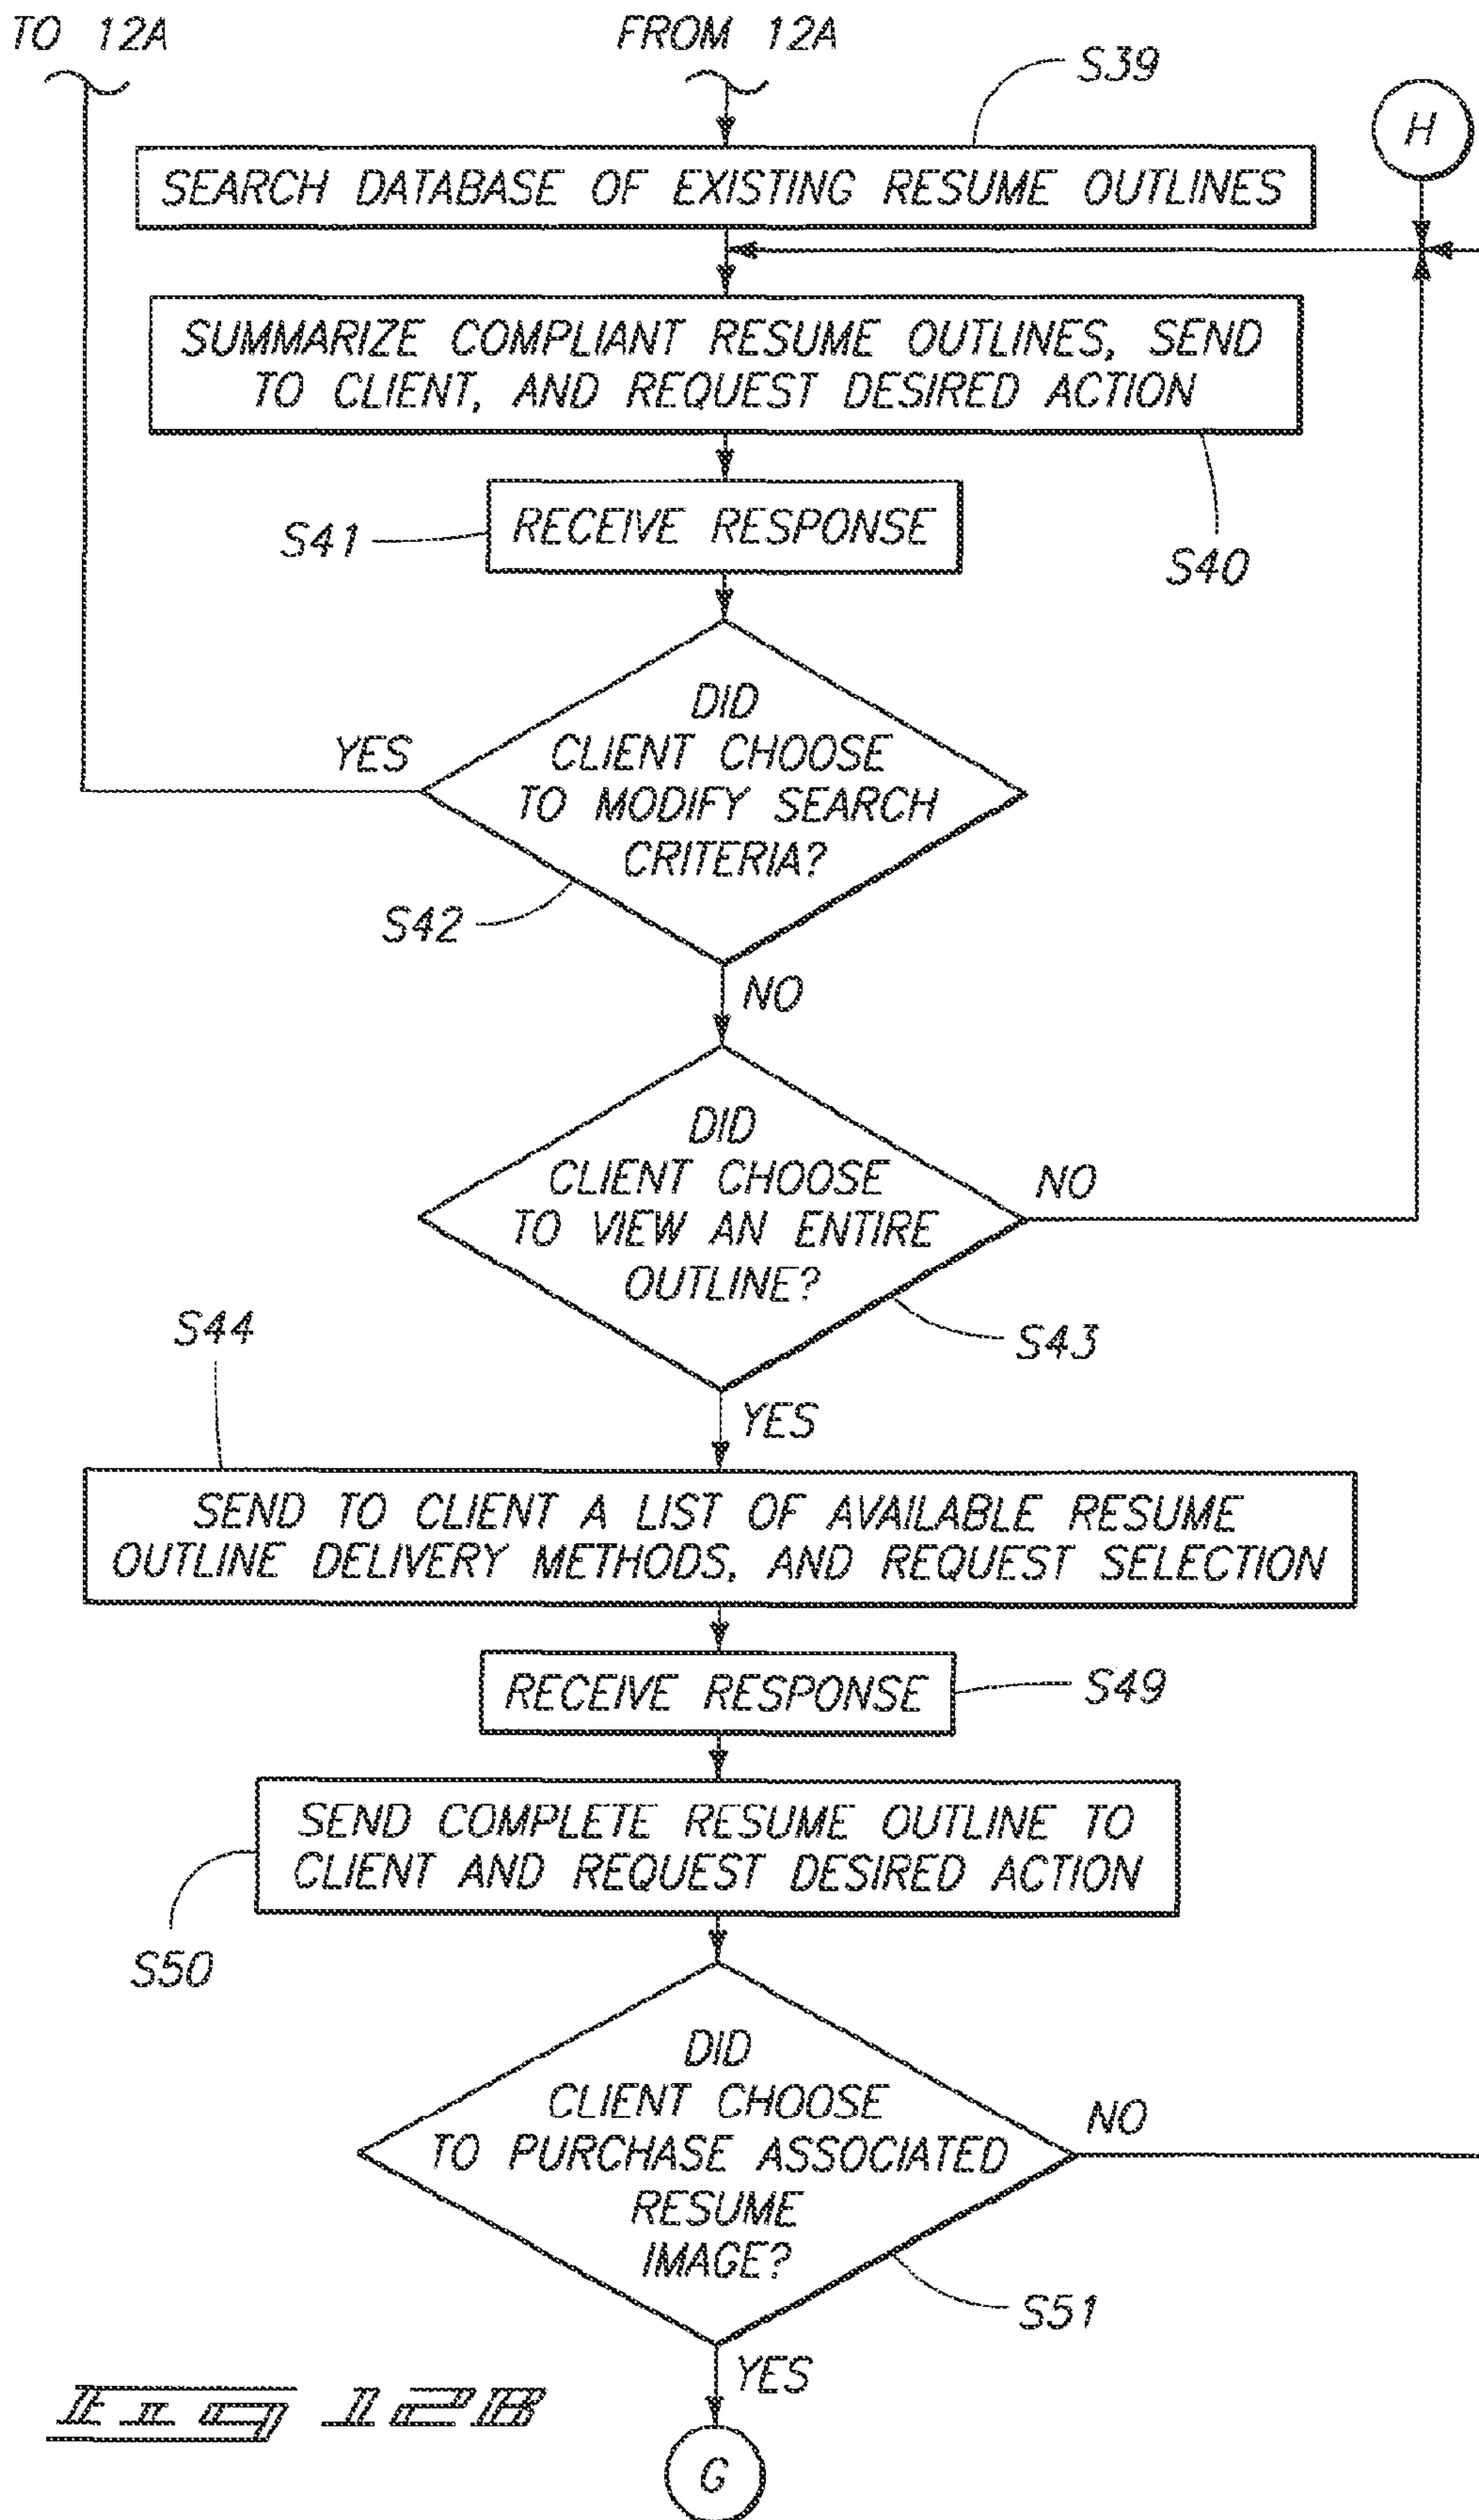 TO 12A
FROM 12A
S39
H
SEARCH DATABASE OF EXISTING RESUME OUTLINES
SUMMARIZE COMPLIANT RESUME OUTLINES, SEND
TO CLIENT, AND REQUEST DESIRED ACTION
S40
S41
RECEIVE RESPONSE
DID
CLIENT CHOOSE
TO MODIFY SEARCH
CRITERIA?
YES
S42
NO
DID
CLIENT CHOOSE
TO VIEW AN ENTIRE
OUTLINE?
NO
S43
S44
YES
SEND TO CLIENT A LIST OF AVAILABLE RESUME
OUTLINE DELIVERY METHODS, AND REQUEST SELECTION
RECEIVE RESPONSE
S49
SEND COMPLETE RESUME OUTLINE TO
CLIENT AND REQUEST DESIRED ACTION
S50
DID
CLIENT CHOOSE
TO PURCHASE ASSOCIATED
RESUME
IMAGE?
NO
S51
YES
FIG 12B
G